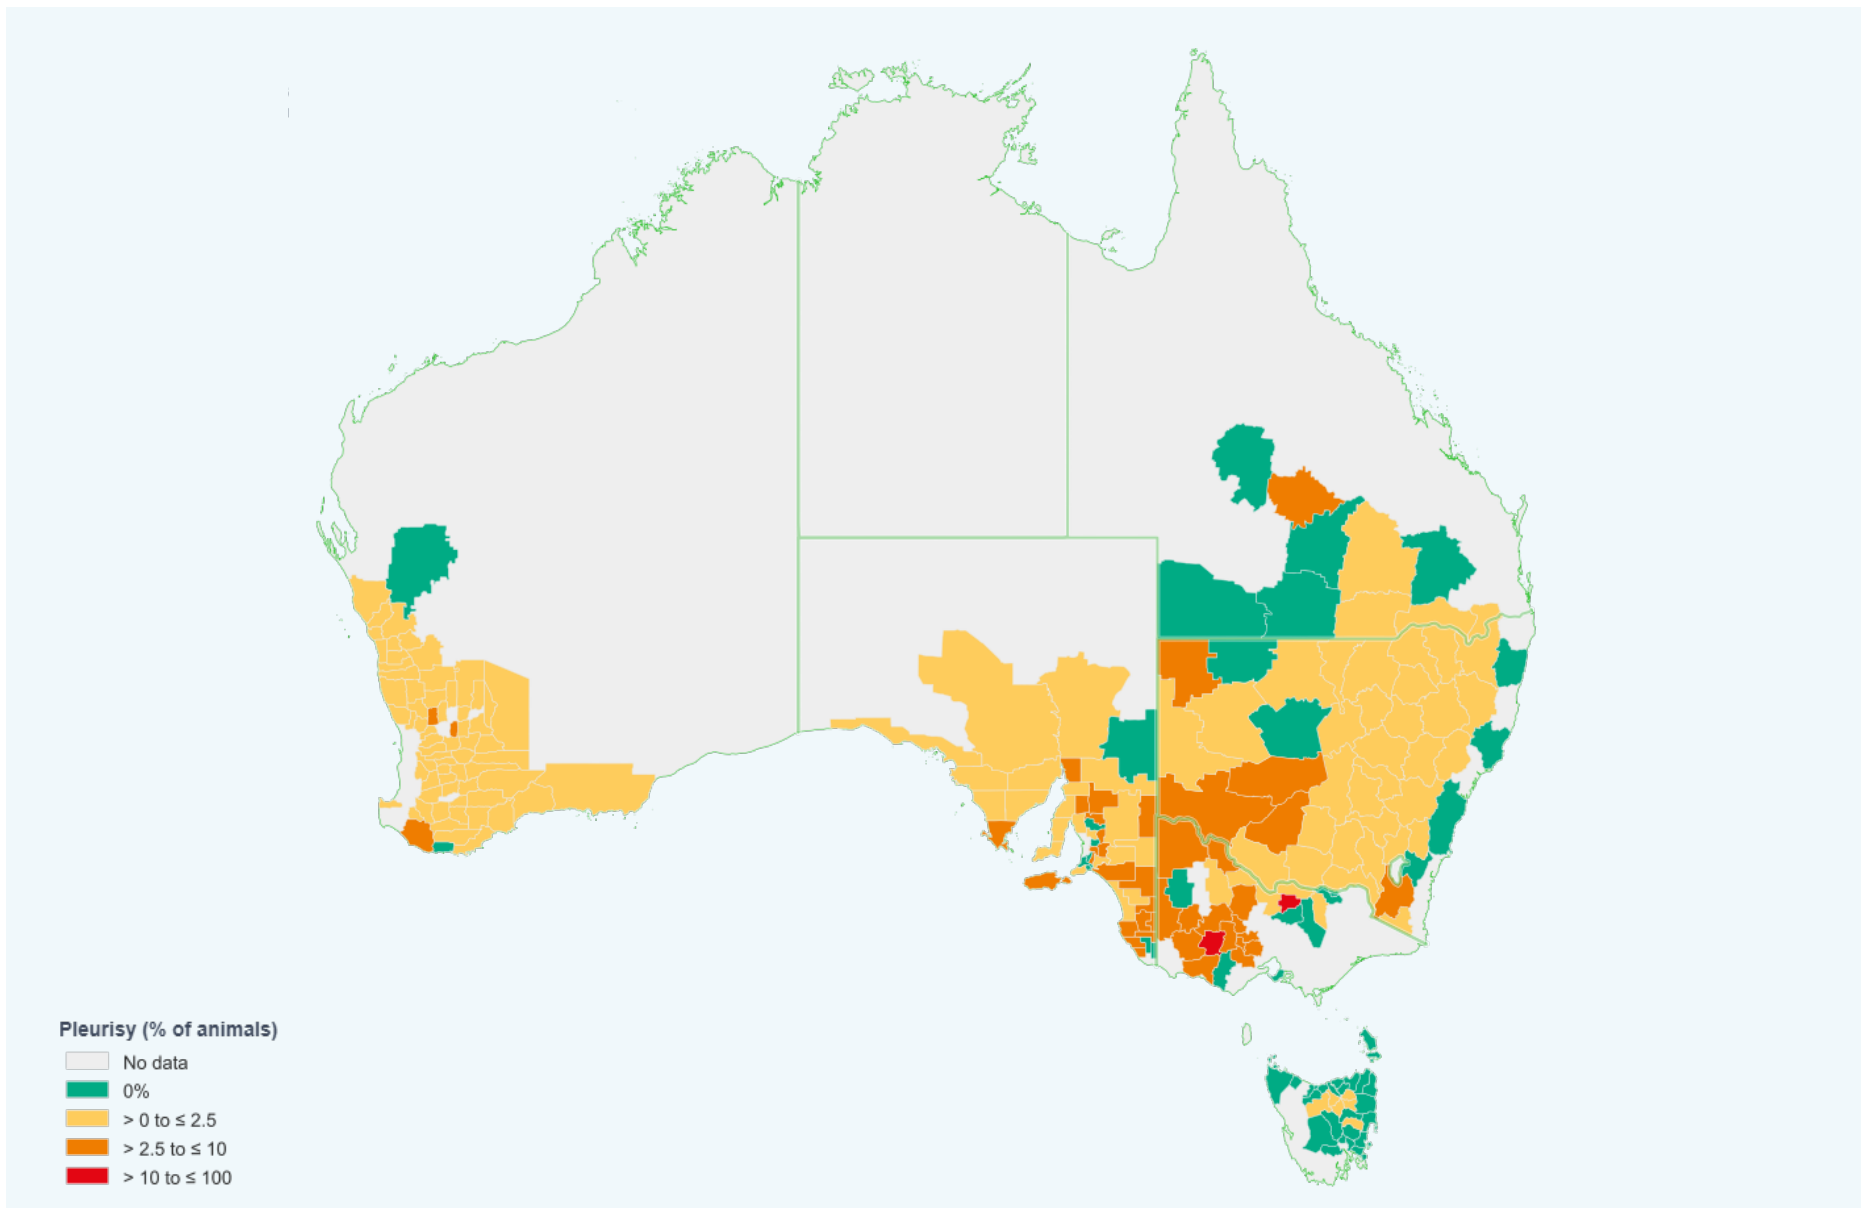 Pleurisy (% of animals)
No data
0%
> 0 to ≤ 2.5
> 2.5 to ≤ 10
> 10 to ≤ 100